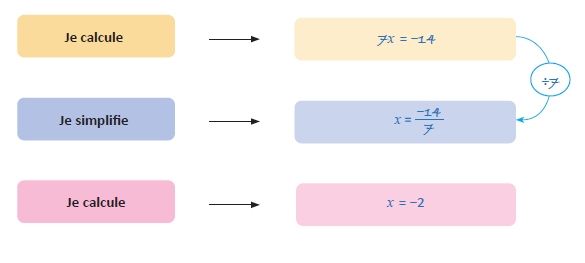 Je calcule
7x = -14
÷7
Je simplifie
x = -14/7
Je calcule
x = -2